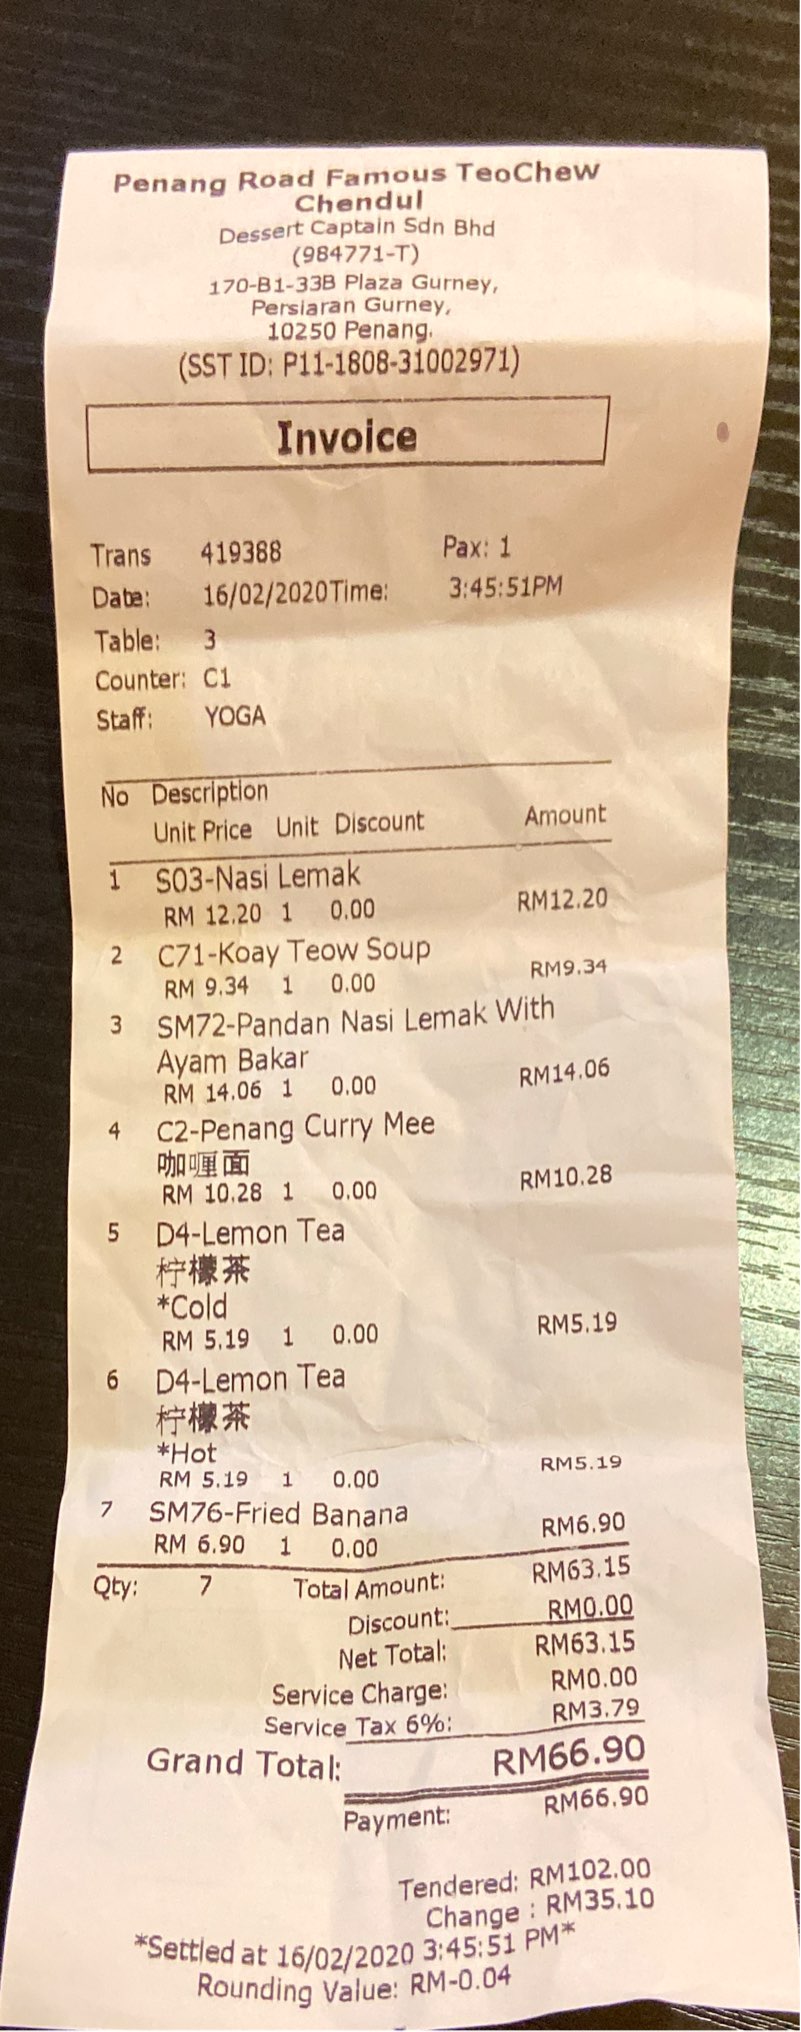 Penang Road Famous TeoChew
Chendul
Dessert Captain Sdn Bhd
(984771-T)
170-B1-33B Plaza Gurney,
Persiaran Gurney,
10250 Penang.
(SST ID: P11-1808-31002971)
Invoice
Trans 419388 Pax: 1
Date: 16/02/2020 Time: 3:45:51PM
Table: 3
Counter: C1
Staff: YOGA
No Description
Unit Price Unit Discount Amount
1 S03-Nasi Lemak
RM 12.20 1 0.00 RM12.20
2 C71-Koay Teow Soup
RM 9.34 1 0.00 RM9.34
3 SM72-Pandan Nasi Lemak With
Ayam Bakar
RM 14.06 1 0.00 RM14.06
4 C2-Penang Curry Mee
咖喱面
RM 10.28 1 0.00 RM10.28
5 D4-Lemon Tea
柠檬茶
*Cold
RM 5.19 1 0.00 RM5.19
6 D4-Lemon Tea
柠檬茶
*Hot
RM 5.19 1 0.00 RM5.19
7 SM76-Fried Banana
RM 6.90 1 0.00 RM6.90
Qty: 7 Total Amount: RM63.15
Discount: RM0.00
Net Total: RM63.15
Service Charge: RM0.00
Service Tax 6%: RM3.79
Grand Total: RM66.90
Payment: RM66.90
Tendered: RM102.00
Change : RM35.10
*Settled at 16/02/2020 3:45:51 PM*
Rounding Value: RM-0.04